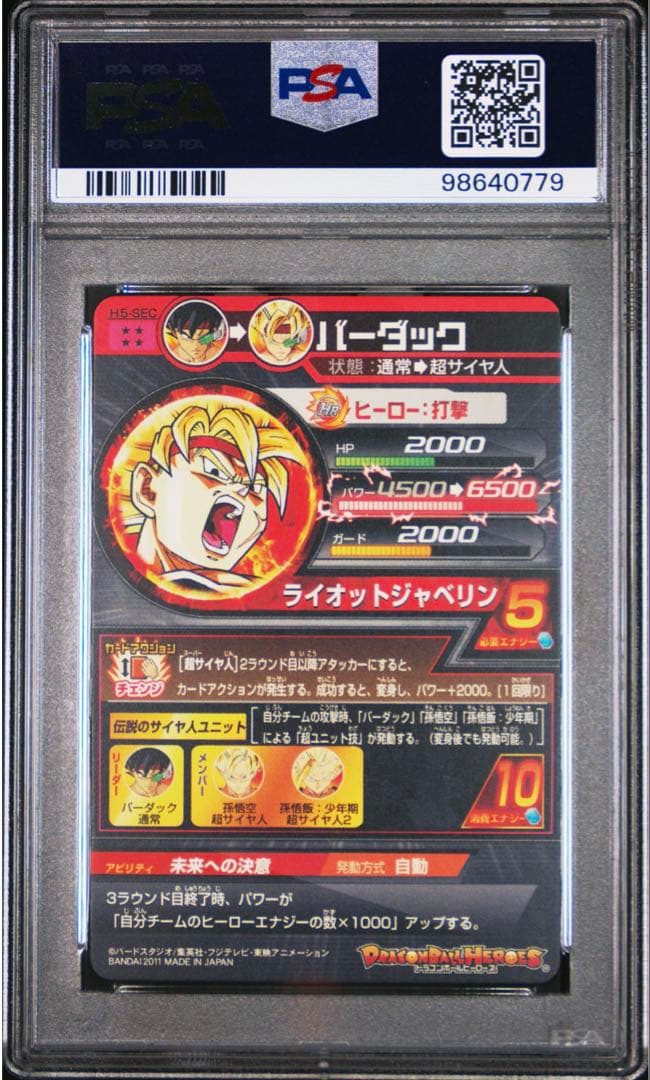 PSA PSA PSA
PSA
PSA PSA PSA
PSA
98640779
H5-SEC
バーダック
状態:通常➡超サイヤ人
HR ヒーロー:打撃
HP 2000
パワー 4500➡6500
ガード 2000
ライオットジャベリン 5
必要エナジー
カードアクション
チェンジ
[超サイヤ人]2ラウンド目以降アタッカーにすると、
カードアクションが発生する。成功すると、変身し、パワー+2000。[1回限り]
伝説のサイヤ人ユニット
自分チームの攻撃時、「バーダック」「孫悟空」「孫悟飯:少年期」
による「超ユニット技」が発動する。(変身後でも発動可能。)
リーダー
バーダック
通常
メンバー
孫悟空
超サイヤ人
孫悟飯:少年期
超サイヤ人2
10
消費エナジー
アビリティ 未来への決意 発動方式 自動
3ラウンド目終了時、パワーが
「自分チームのヒーローエナジーの数×1000」アップする。
©バードスタジオ/集英社・フジテレビ・東映アニメーション
BANDAI 2011 MADE IN JAPAN
DRAGONBALL HEROES
ドラゴンボールヒーローズ
PSA